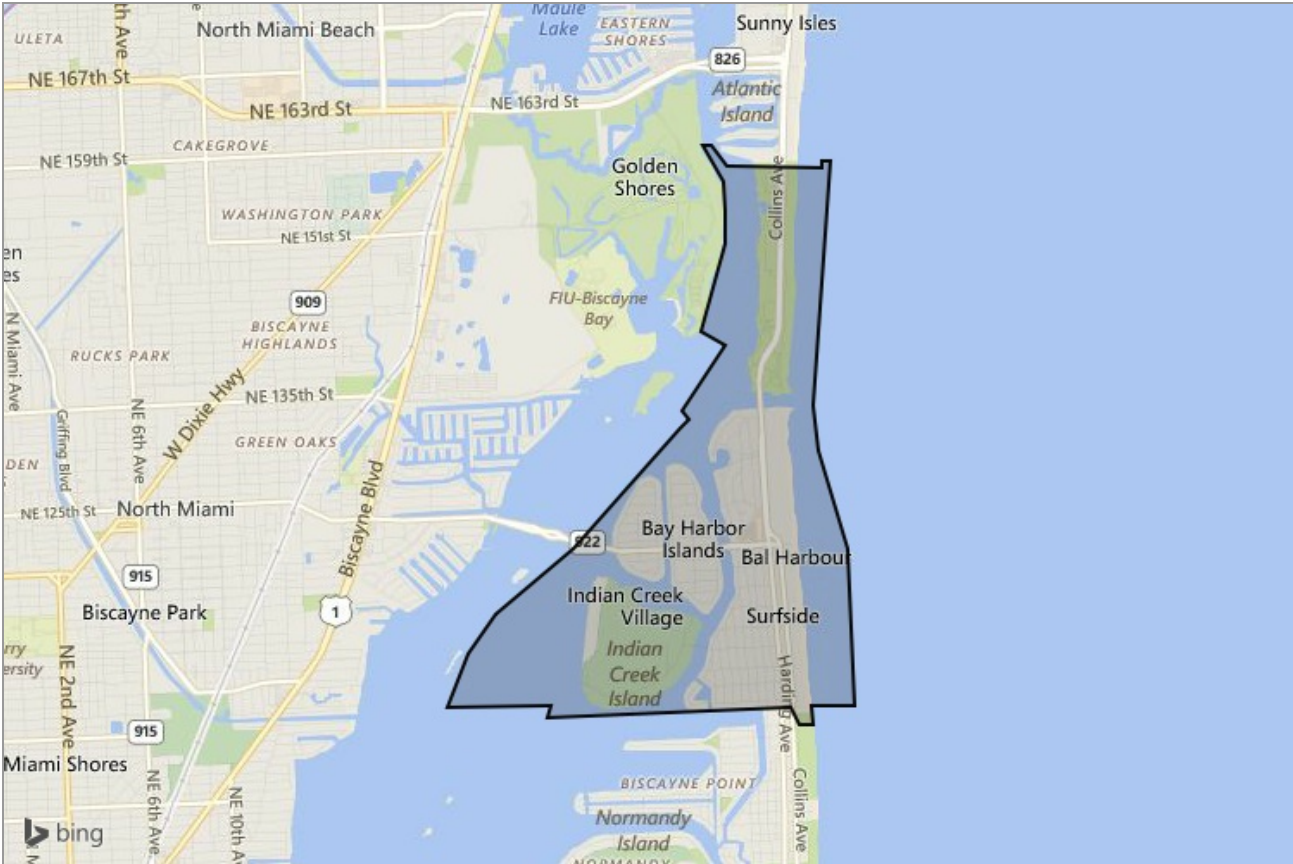 Maule
Lake
EASTERN
SHORES
Sunny Isles
North Miami Beach
ULETA
NE 167th St
826
Atlantic
Island
NE 163rd St
NE 163rd St
CAKEGROVE
NE 159th St
Golden
Shores
Collins Ave
WASHINGTON PARK
NE 151st St
FIU-Biscayne
Bay
909
BISCAYNE
HIGHLANDS
N Miami Ave
RUCKS PARK
NE 135th St
W Dixie Hwy
NE 6th Ave
Griffing Blvd
GREEN OAKS
Biscayne Blvd
NE 125th St
North Miami
922
Bay Harbor
Islands
Bal Harbour
915
Biscayne Park
1
Indian Creek
Village
Surfside
Indian
Creek
Island
Harding Ave
NE 2nd Ave
915
Miami Shores
NE 6th Ave
NE 10th Av
BISCAYNE POINT
Collins Ave
Normandy
Island
NORMANDY
bing